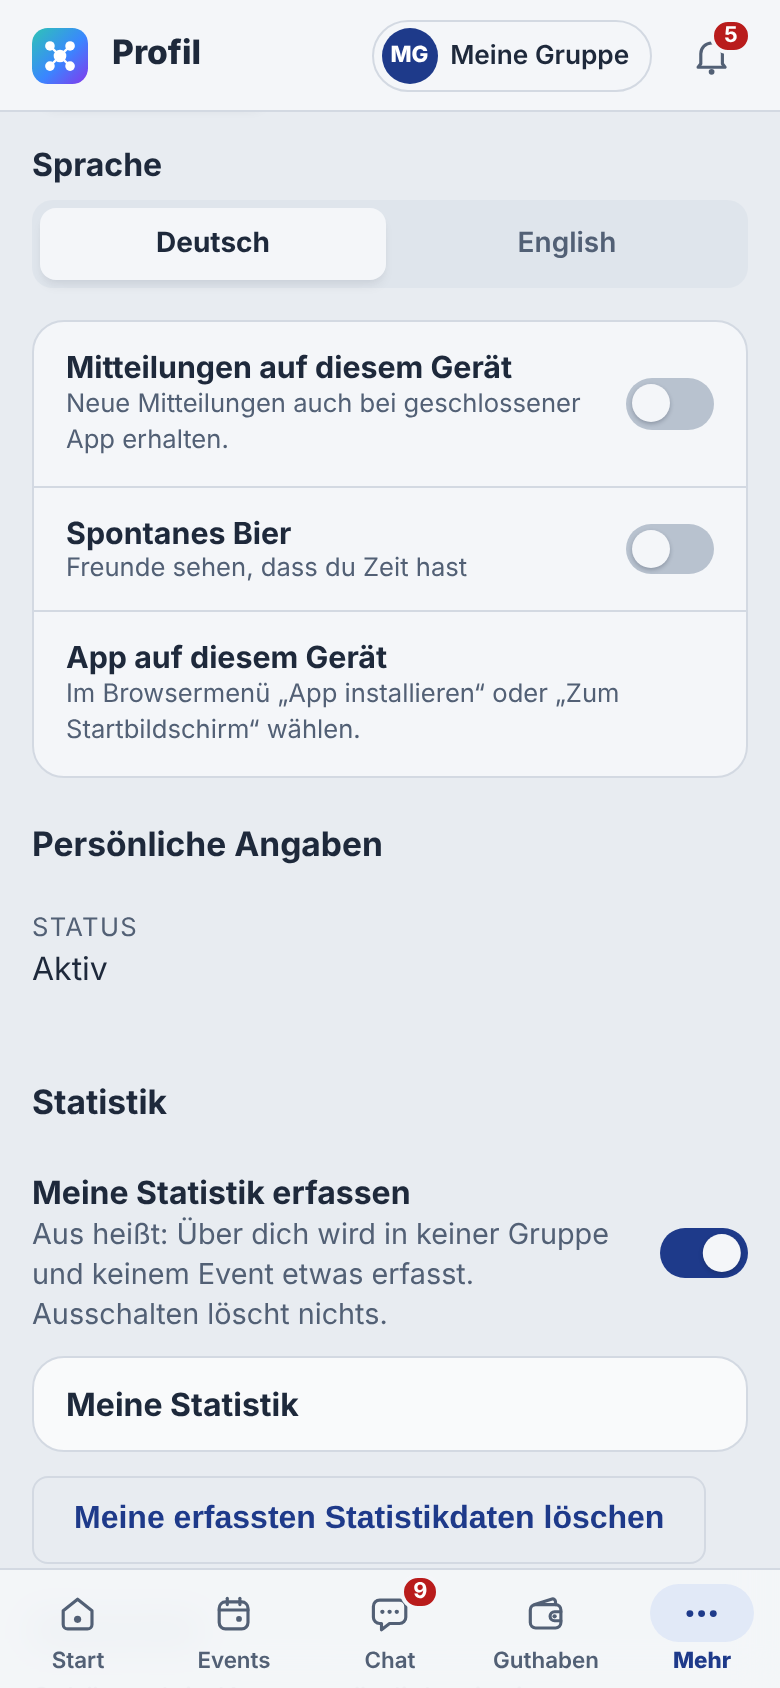 Profil
MG
Meine Gruppe
5
Sprache
Deutsch
English
Mitteilungen auf diesem Gerät
Neue Mitteilungen auch bei geschlossener
App erhalten.
Spontanes Bier
Freunde sehen, dass du Zeit hast
App auf diesem Gerät
Im Browsermenü „App installieren“ oder „Zum
Startbildschirm“ wählen.
Persönliche Angaben
STATUS
Aktiv
Statistik
Meine Statistik erfassen
Aus heißt: Über dich wird in keiner Gruppe
und keinem Event etwas erfasst.
Ausschalten löscht nichts.
Meine Statistik
Meine erfassten Statistikdaten löschen
9
Start
Events
Chat
Guthaben
Mehr